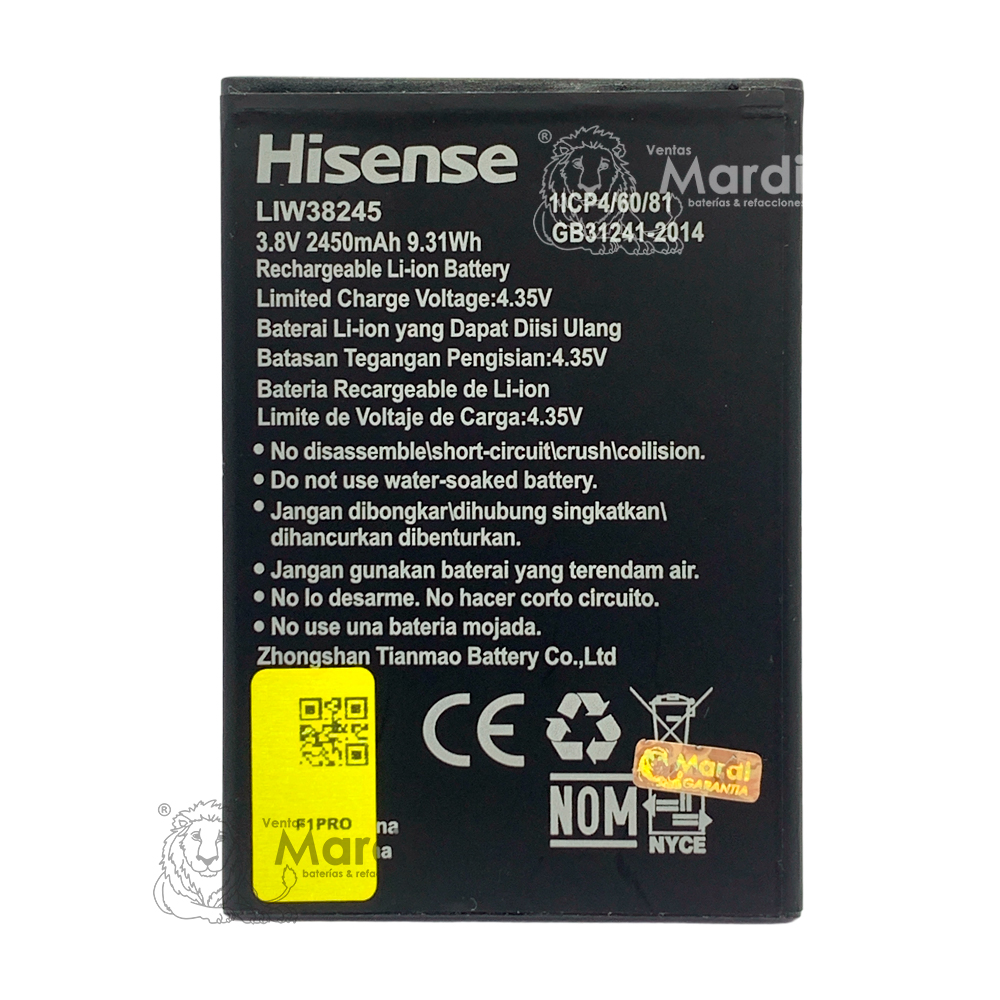 Hisense
LIW38245
3.8V 2450mAh 9.31Wh
1ICP4/60/81
GB31241-2014
Rechargeable Li-ion Battery
Limited Charge Voltage:4.35V
Baterai Li-ion yang Dapat Diisi Ulang
Batasan Tegangan Pengisian:4.35V
Bateria Recargeable de Li-ion
Limite de Voltaje de Carga:4.35V
• No disassemble\short-circuit\crush\coilision.
• Do not use water-soaked battery.
• Jangan dibongkar\dihubung singkatkan\
dihancurkan dibenturkan.
• Jangan gunakan baterai yang terendam air.
• No lo desarme. No hacer corto circuito.
• No use una bateria mojada.
Zhongshan Tianmao Battery Co.,Ltd
CE
NOM
NYCE
F1PRO
Mardi
GARANTIA
®
Ventas
Mardi
baterías & refacciones
®
Ventas
Mardi
baterías & refac